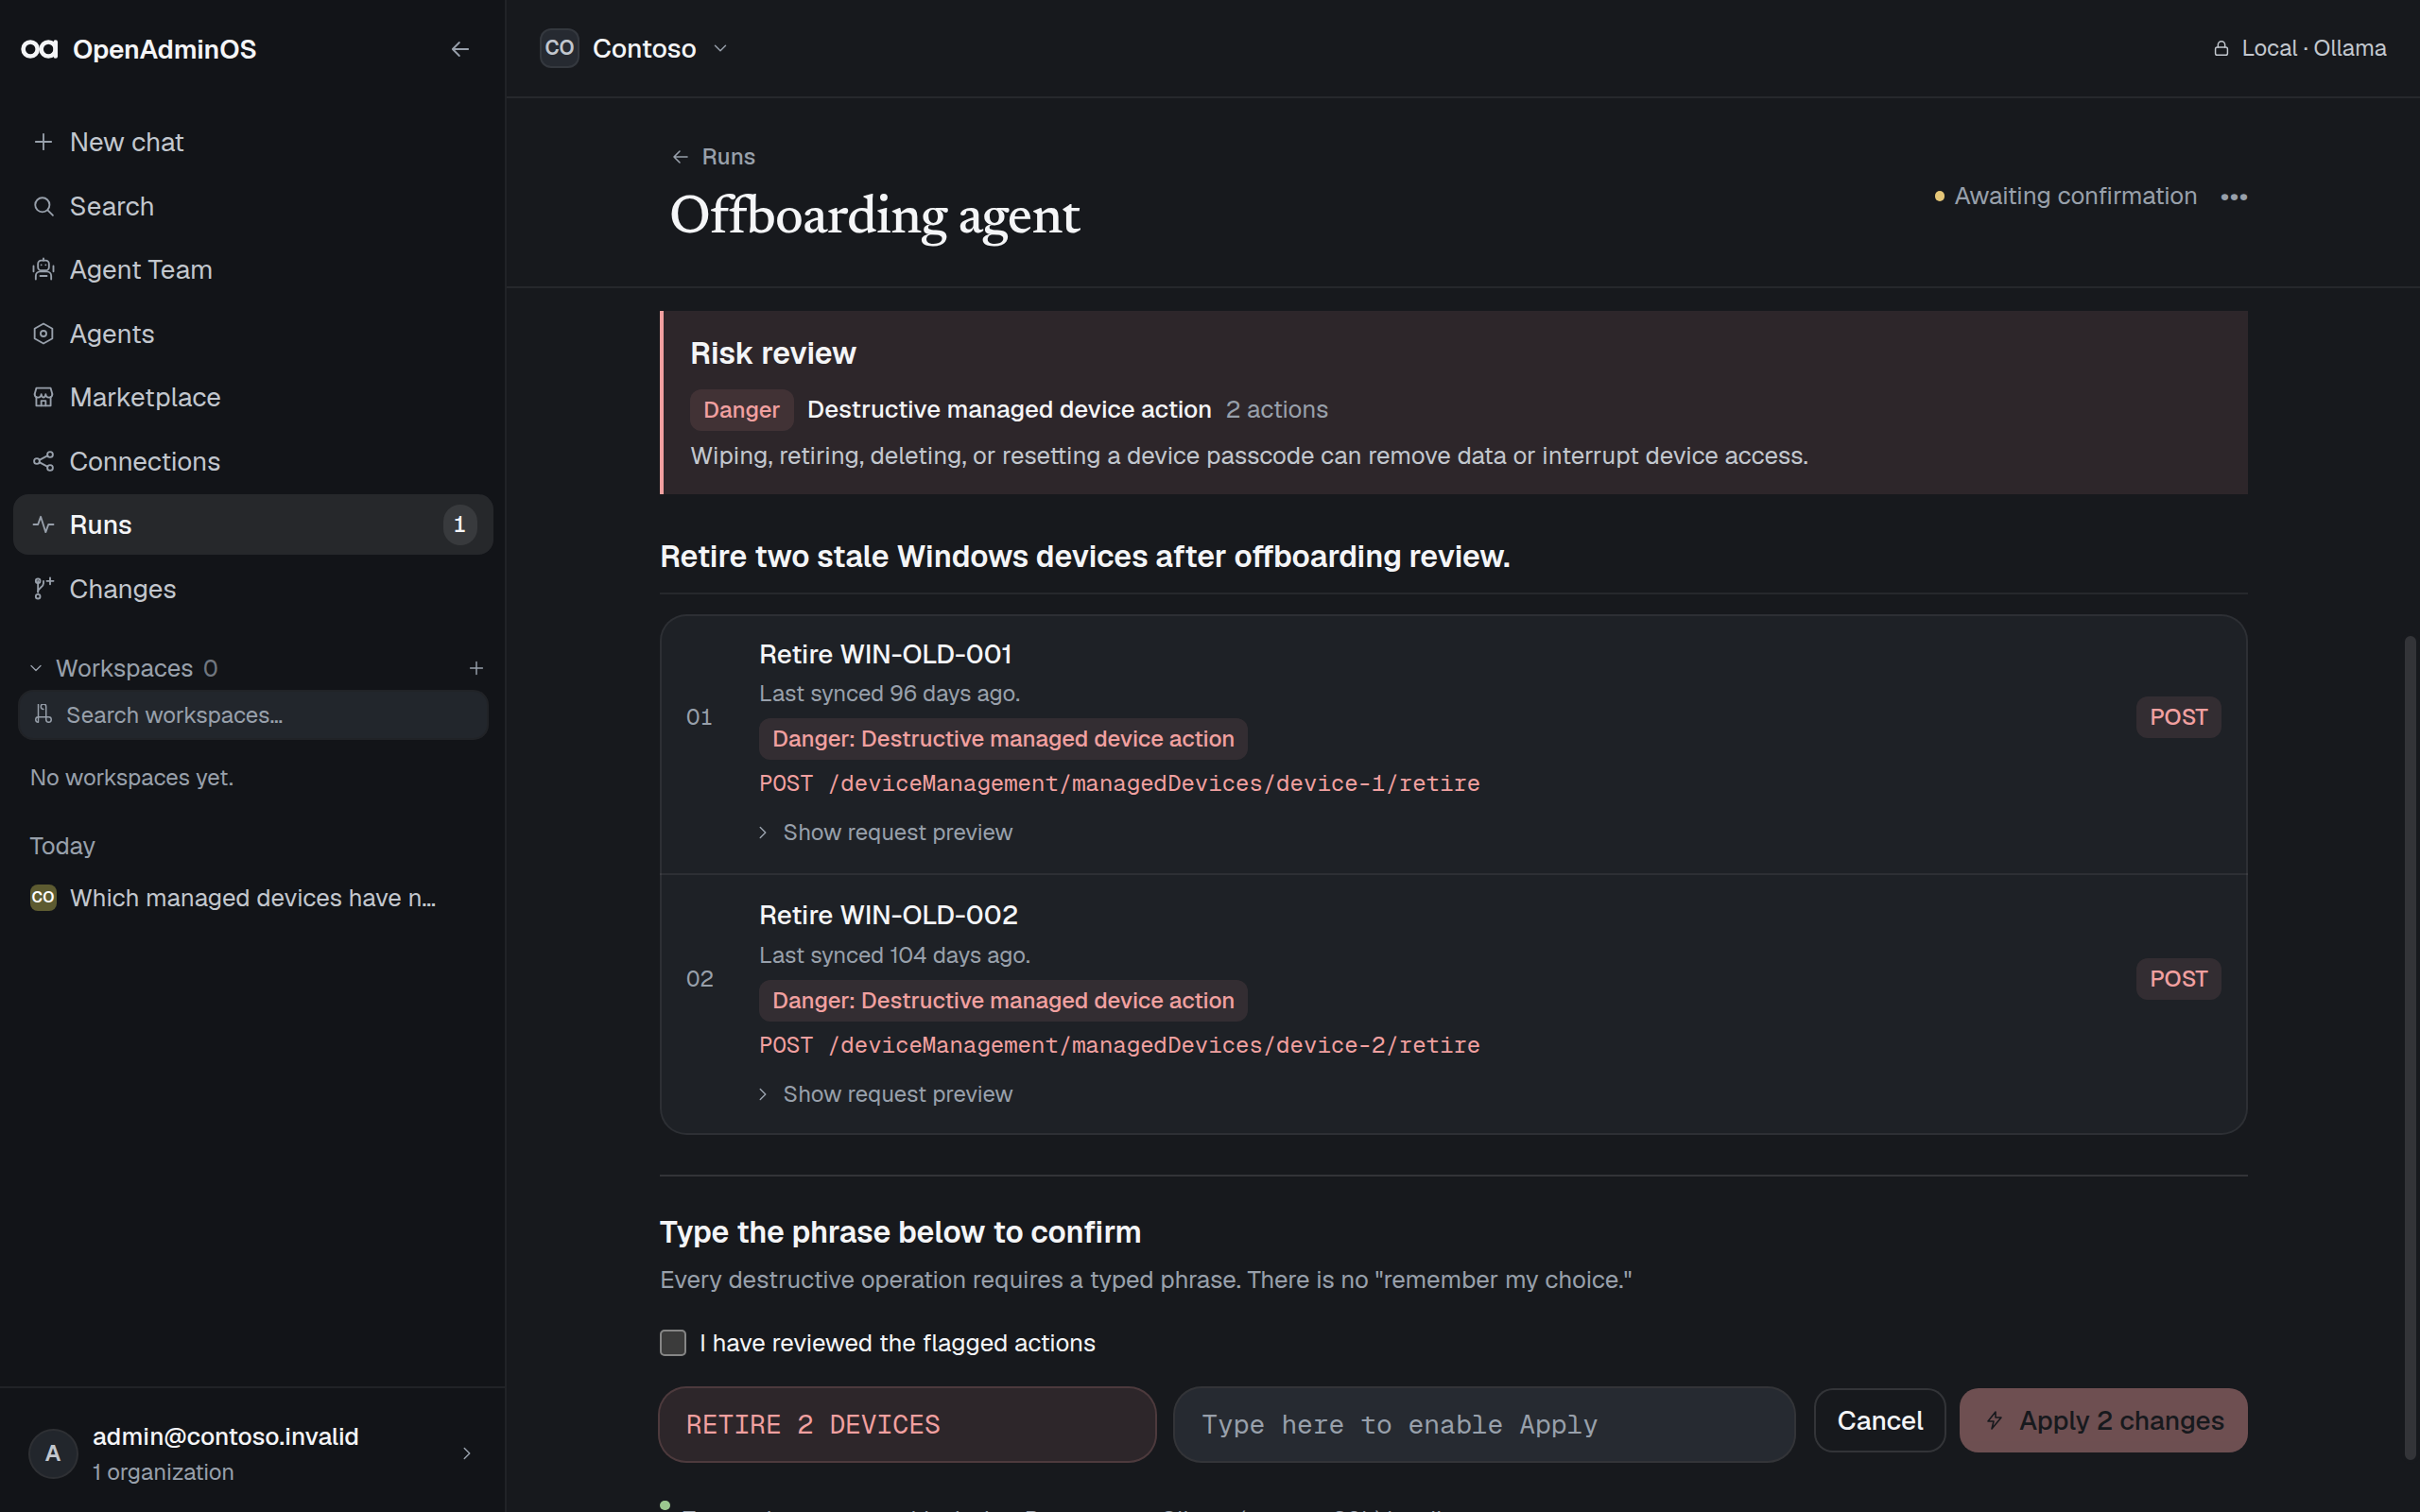 OpenAdminOS
New chat
Search
Agent Team
Agents
Marketplace
Connections
Runs 1
Changes
Workspaces 0
Search workspaces...
No workspaces yet.
Today
CO Which managed devices have n...
A admin@contoso.invalid
1 organization
CO Contoso
Local · Ollama
Runs
Offboarding agent
Awaiting confirmation
Risk review
Danger Destructive managed device action 2 actions
Wiping, retiring, deleting, or resetting a device passcode can remove data or interrupt device access.
Retire two stale Windows devices after offboarding review.
01
Retire WIN-OLD-001
Last synced 96 days ago.
Danger: Destructive managed device action
POST /deviceManagement/managedDevices/device-1/retire
Show request preview
POST
02
Retire WIN-OLD-002
Last synced 104 days ago.
Danger: Destructive managed device action
POST /deviceManagement/managedDevices/device-2/retire
Show request preview
POST
Type the phrase below to confirm
Every destructive operation requires a typed phrase. There is no "remember my choice."
I have reviewed the flagged actions
RETIRE 2 DEVICES
Type here to enable Apply
Cancel
Apply 2 changes